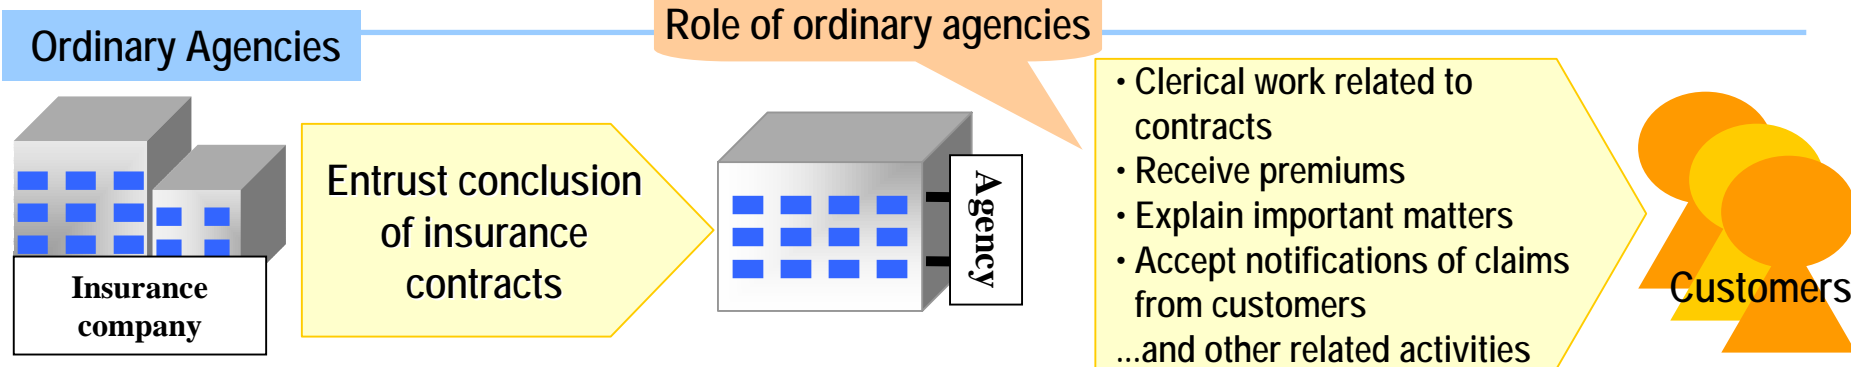 Ordinary Agencies
Role of ordinary agencies
Insurance
company
Entrust conclusion
of insurance
contracts
Agency
・Clerical work related to
contracts
・Receive premiums
・Explain important matters
・Accept notifications of claims
from customers
...and other related activities
Customers